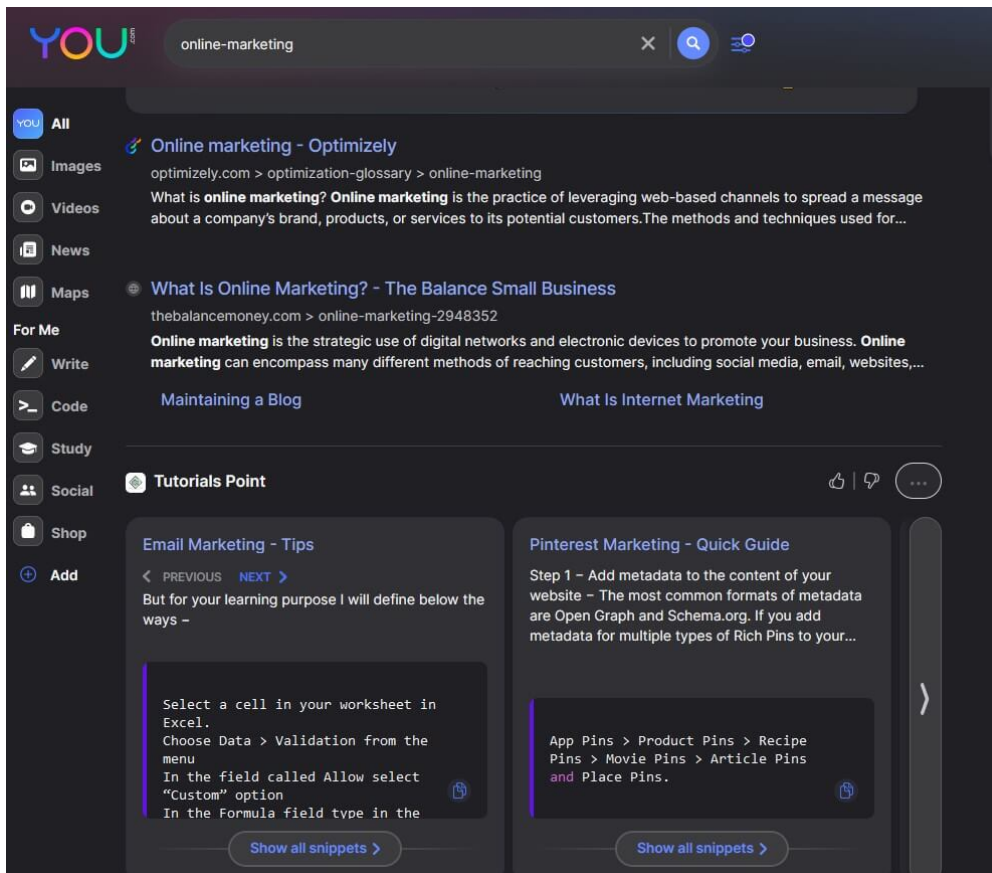 YOU.com
online-marketing
YOU
All
Images
Videos
News
Maps
For Me
Write
Code
Study
Social
Shop
Add
Online marketing - Optimizely
optimizely.com > optimization-glossary > online-marketing
What is online marketing? Online marketing is the practice of leveraging web-based channels to spread a message
about a company’s brand, products, or services to its potential customers.The methods and techniques used for...
What Is Online Marketing? - The Balance Small Business
thebalancemoney.com > online-marketing-2948352
Online marketing is the strategic use of digital networks and electronic devices to promote your business. Online
marketing can encompass many different methods of reaching customers, including social media, email, websites,...
Maintaining a Blog
What Is Internet Marketing
Tutorials Point
Email Marketing - Tips
PREVIOUS NEXT
But for your learning purpose I will define below the
ways –
Select a cell in your worksheet in
Excel.
Choose Data > Validation from the
menu
In the field called Allow select
“Custom” option
In the Formula field type in the
Show all snippets
Pinterest Marketing - Quick Guide
Step 1 – Add metadata to the content of your
website – The most common formats of metadata
are Open Graph and Schema.org. If you add
metadata for multiple types of Rich Pins to your...
App Pins > Product Pins > Recipe
Pins > Movie Pins > Article Pins
and Place Pins.
Show all snippets